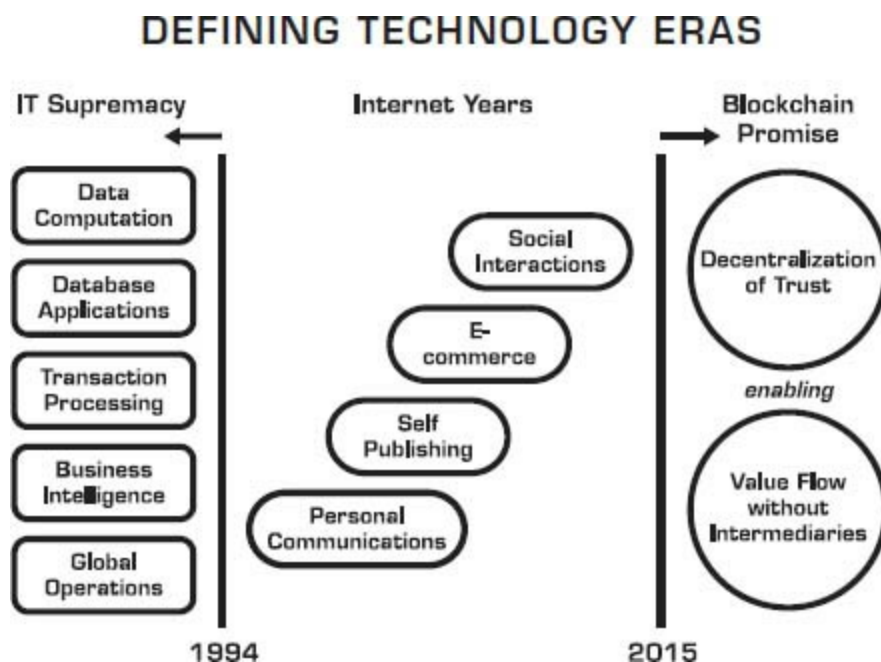 DEFINING TECHNOLOGY ERAS
IT Supremacy
Internet Years
Blockchain
Promise
Data
Computation
Database
Applications
Transaction
Processing
Business
Intelligence
Global
Operations
Social
Interactions
E-
commerce
Self
Publishing
Personal
Communications
Decentralization
of Trust
enabling
Value Flow
without
Intermediaries
1994
2015